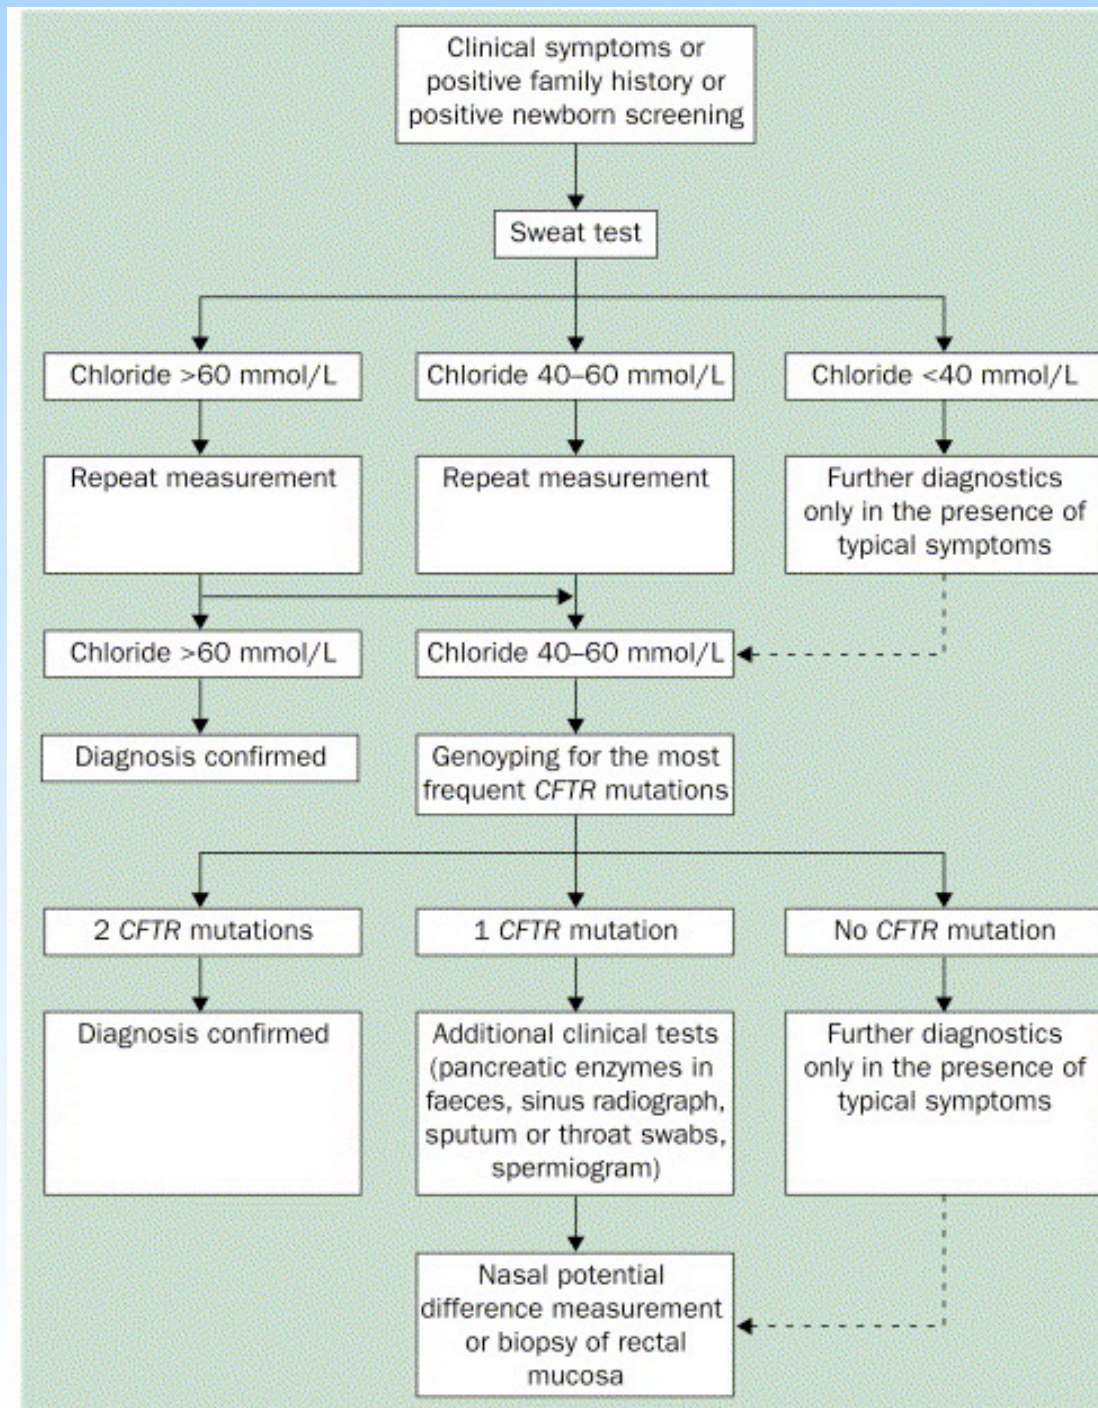 Clinical symptoms or
positive family history or
positive newborn screening
Sweat test
Chloride >60 mmol/L
Chloride 40–60 mmol/L
Chloride <40 mmol/L
Repeat measurement
Repeat measurement
Further diagnostics
only in the presence of
typical symptoms
Chloride >60 mmol/L
Chloride 40–60 mmol/L
Diagnosis confirmed
Genoyping for the most
frequent CFTR mutations
2 CFTR mutations
1 CFTR mutation
No CFTR mutation
Diagnosis confirmed
Additional clinical tests
(pancreatic enzymes in
faeces, sinus radiograph,
sputum or throat swabs,
spermiogram)
Further diagnostics
only in the presence of
typical symptoms
Nasal potential
difference measurement
or biopsy of rectal
mucosa